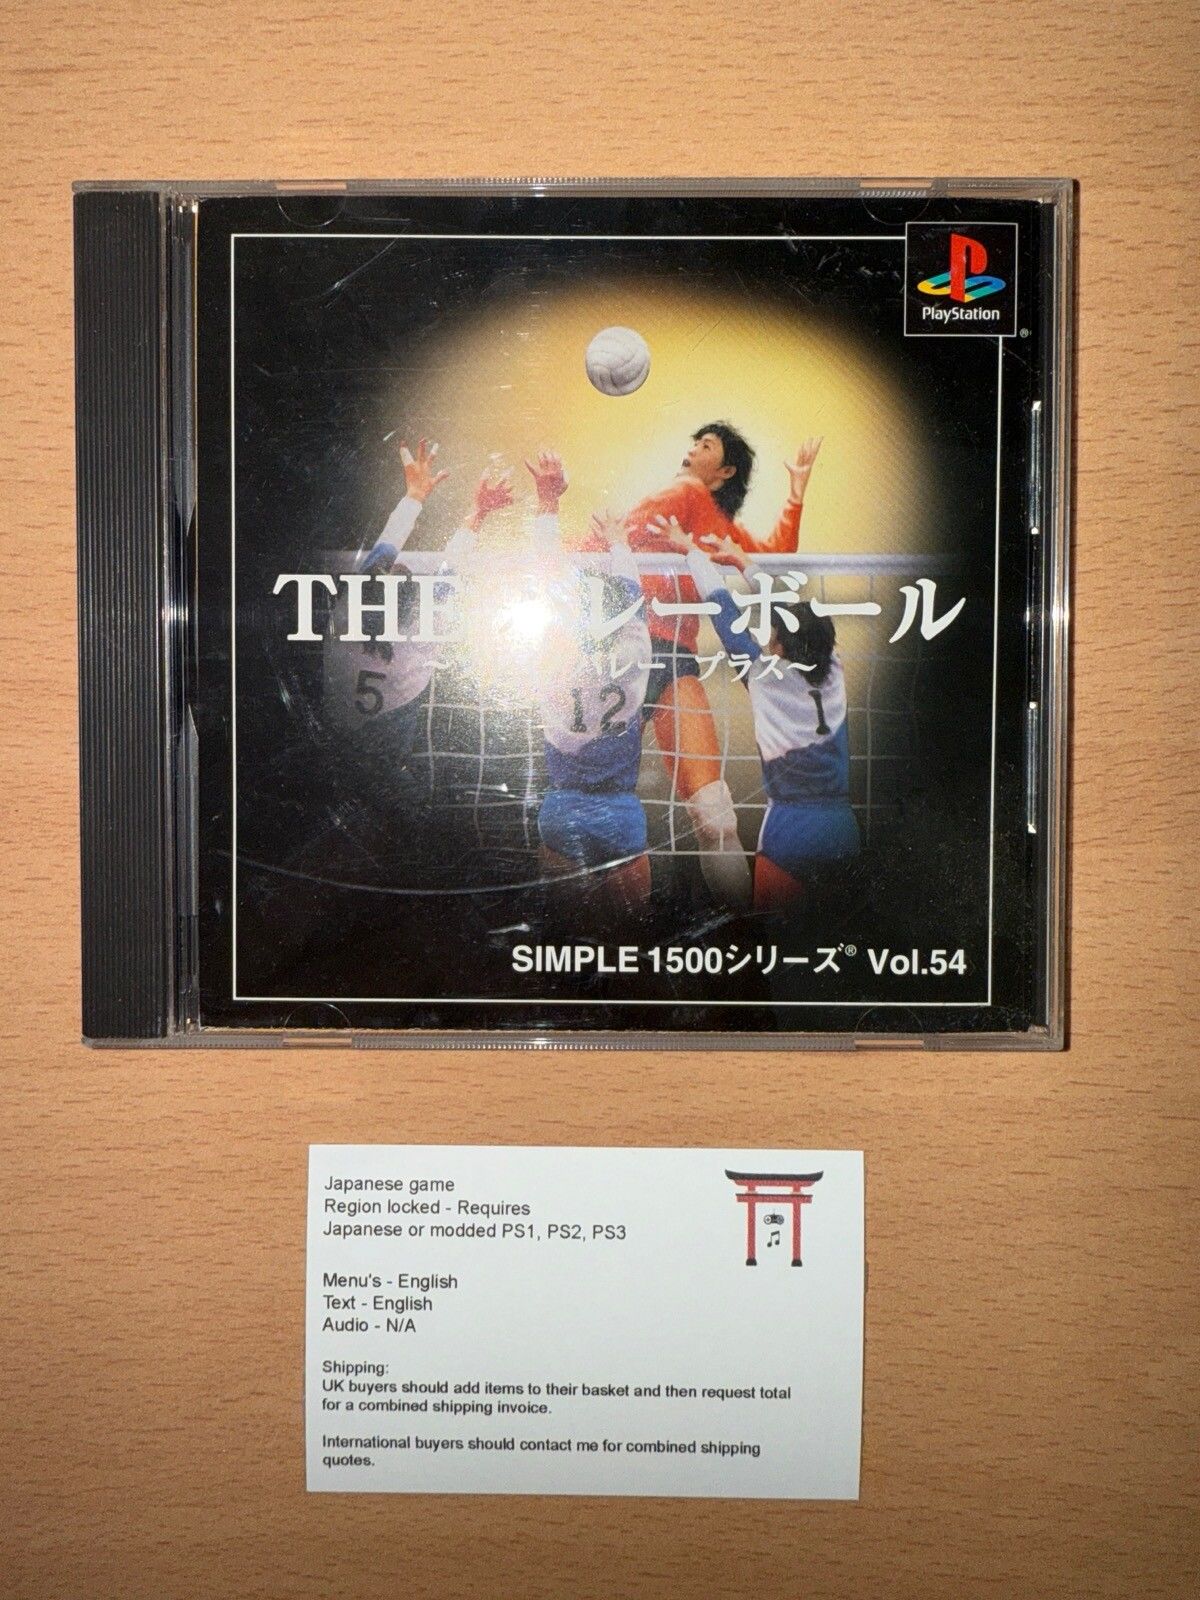 PlayStation
®
THE レーボール
～ バレー プラス～
5
12
1
SIMPLE 1500シリーズ® Vol.54
Japanese game
Region locked - Requires
Japanese or modded PS1, PS2, PS3
Menu's - English
Text - English
Audio - N/A
Shipping:
UK buyers should add items to their basket and then request total
for a combined shipping invoice.
International buyers should contact me for combined shipping
quotes.